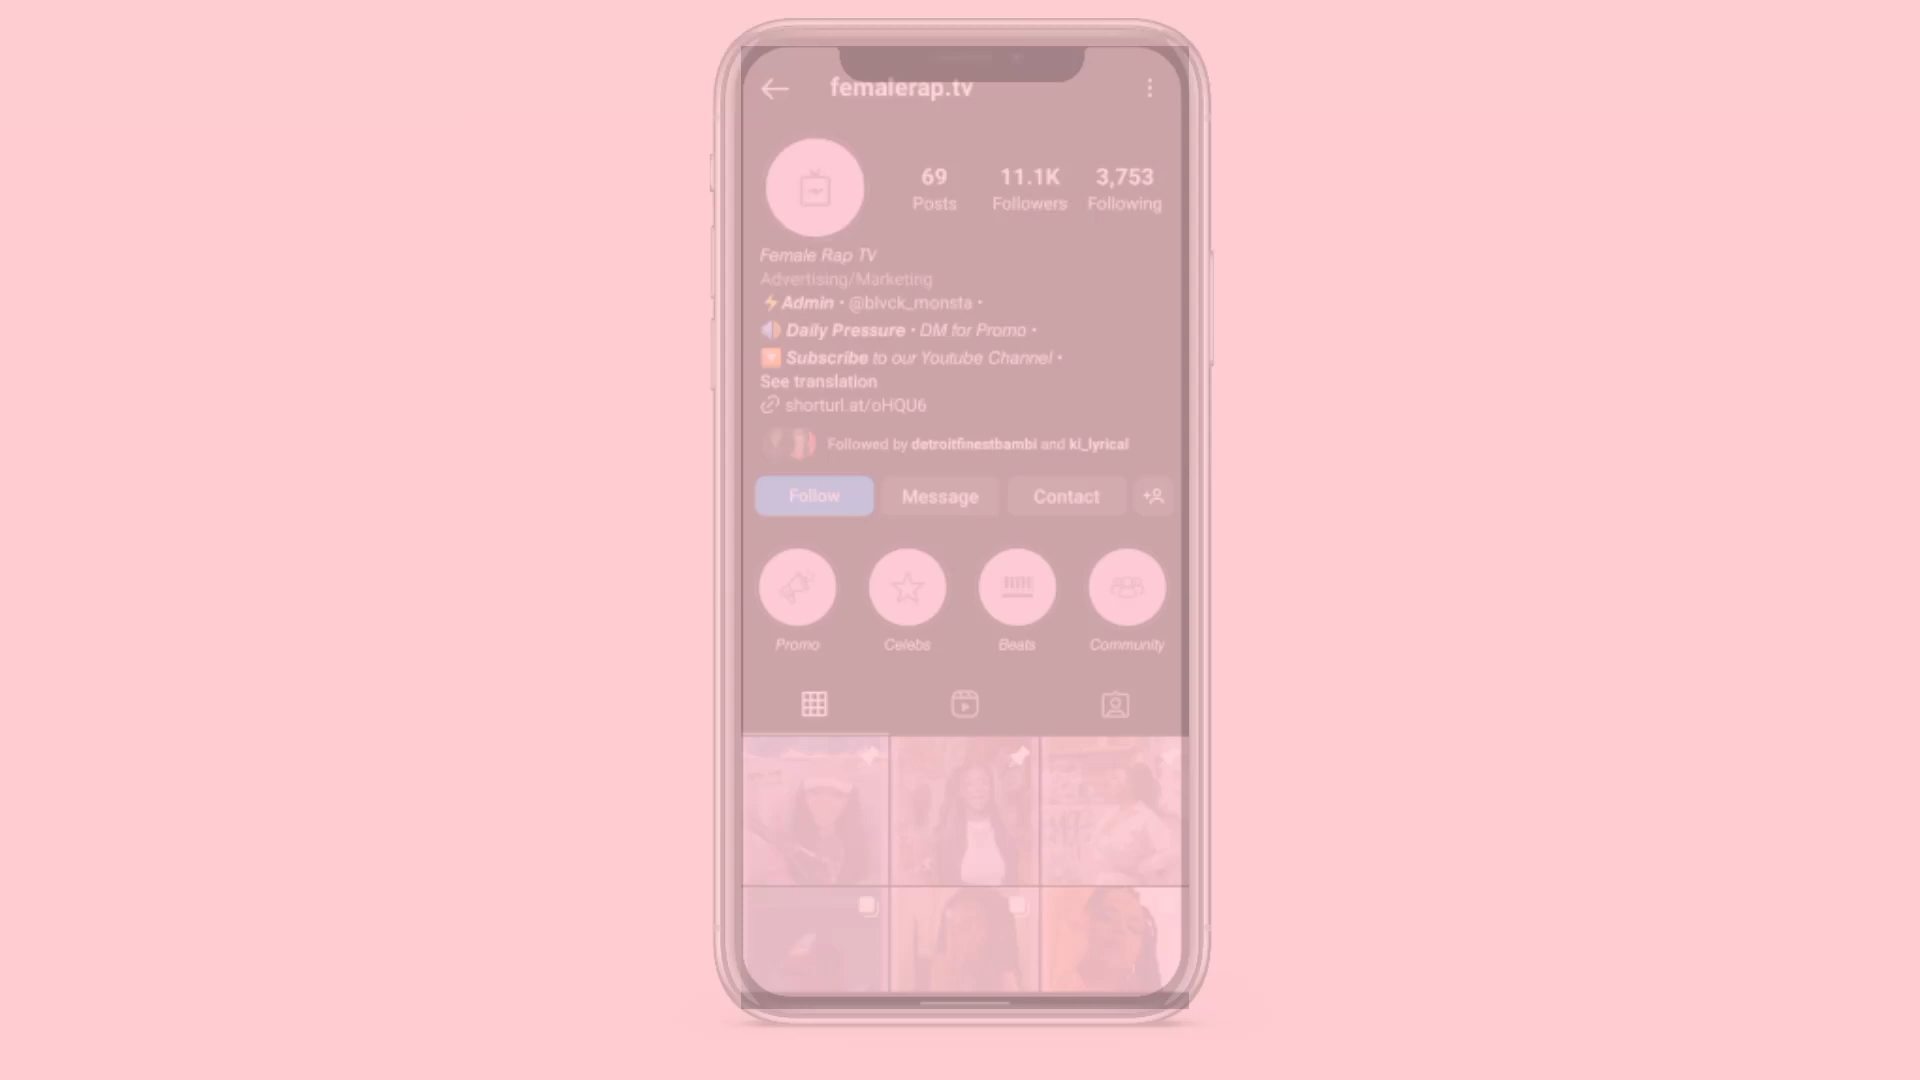 femalerap.tv
69 11.1K 3,753
Posts Followers Following
Female Rap TV
Advertising/Marketing
⚡Admin • @blvck_monsta •
🔊 Daily Pressure • DM for Promo •
🔽 Subscribe to our Youtube Channel •
See translation
shorturl.at/oHQU6
Followed by detroitfinestbambi and ki_lyrical
Follow Message Contact
Promo Celebs Beats Community